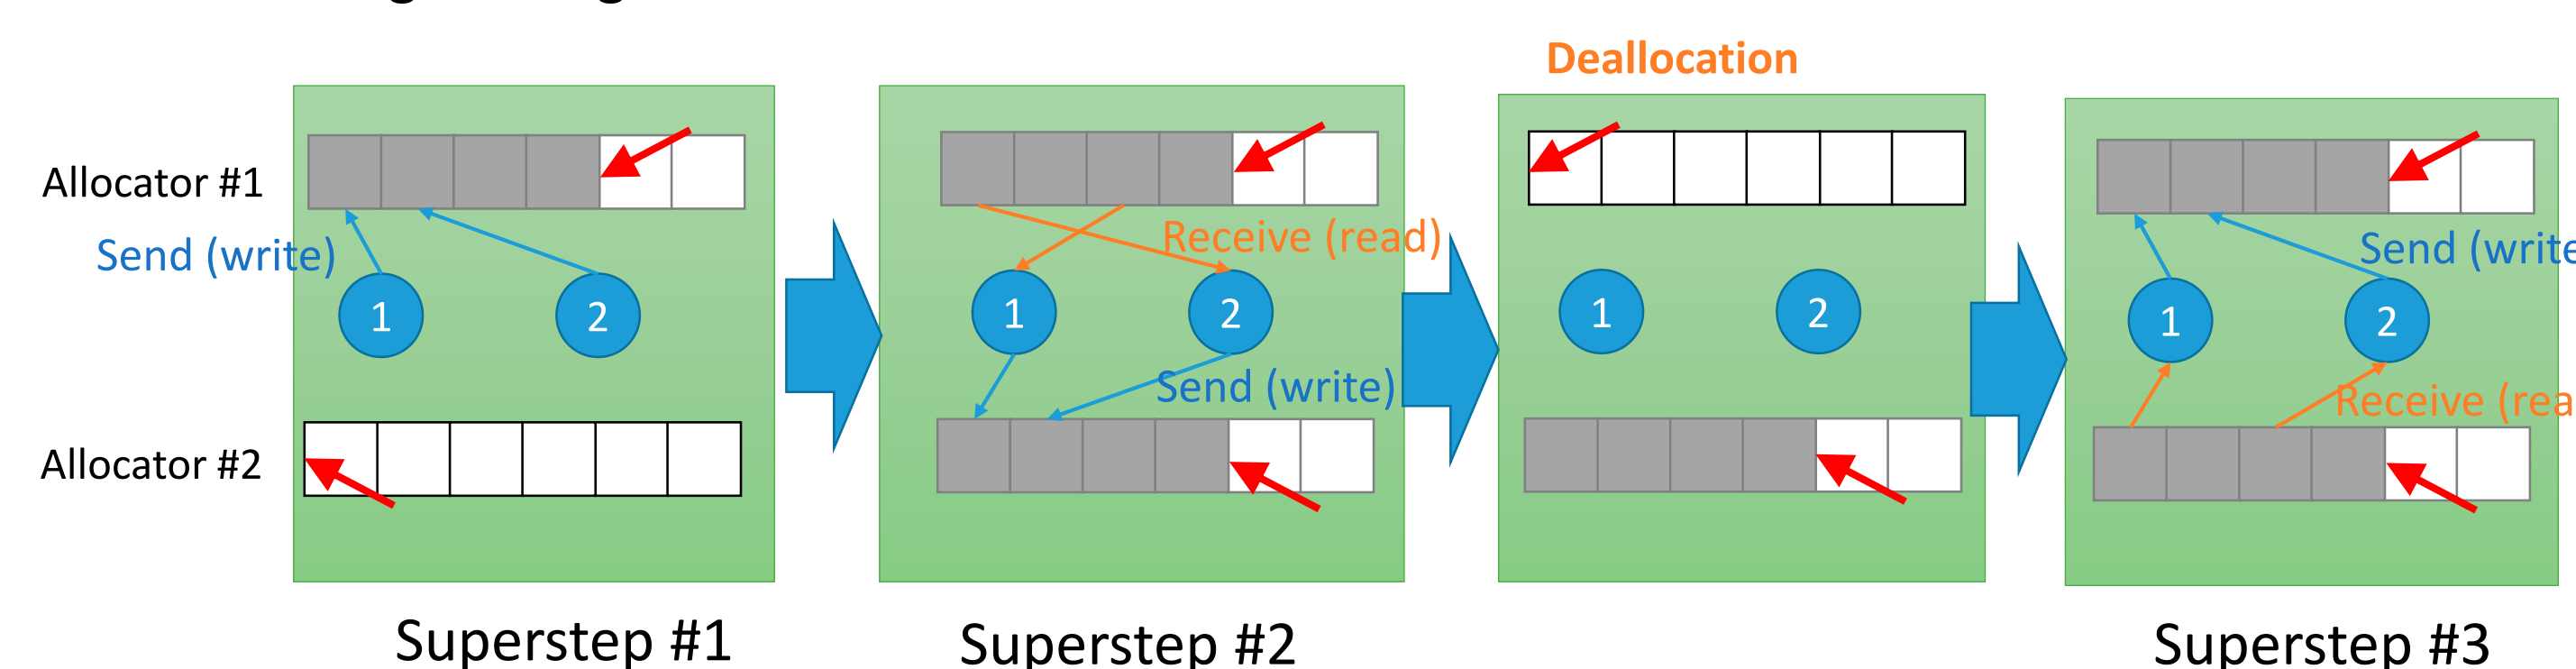 Deallocation
Allocator #1
Send (write)
1
2
Allocator #2
Superstep #1
Receive (read)
1
2
Send (write)
Superstep #2
1
2
Send (write
1
2
Receive (rea
Superstep #3